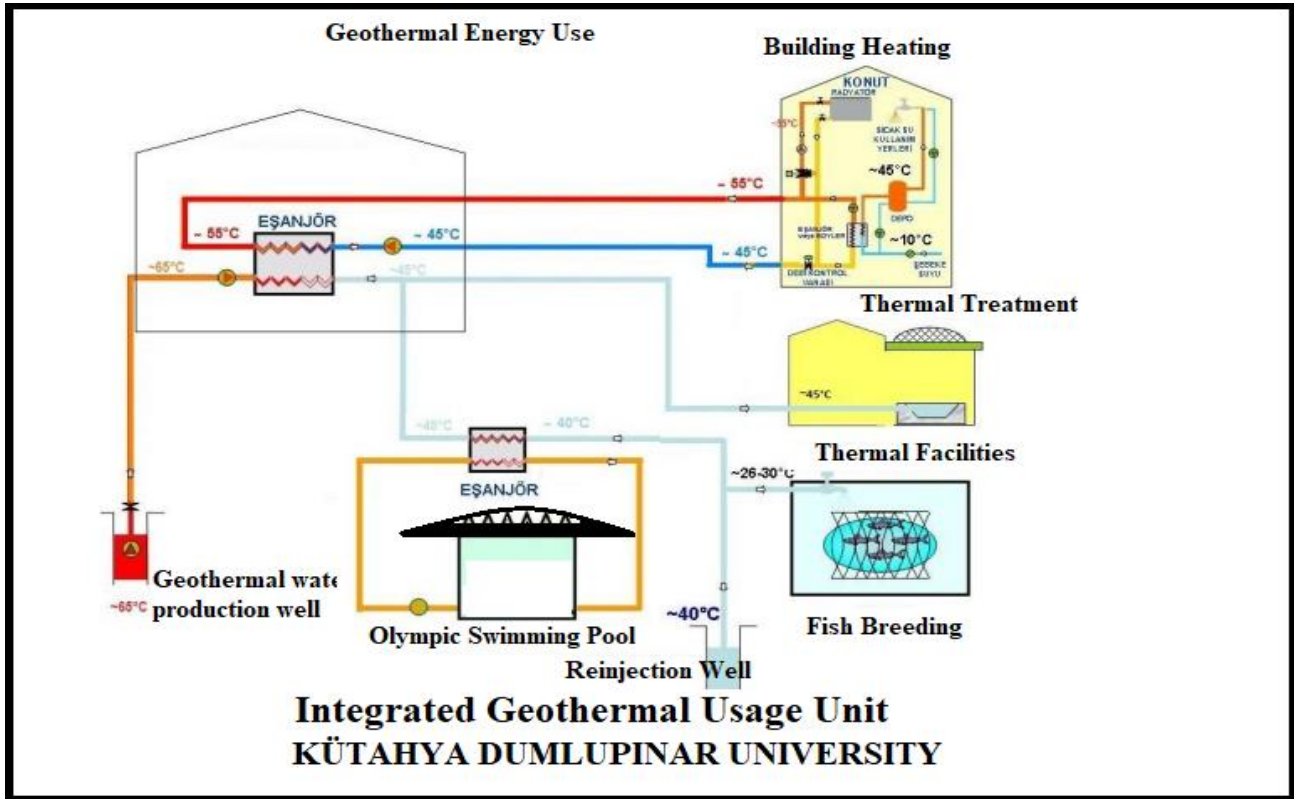 Geothermal Energy Use
Building Heating
KONUT
RADYATÖR
~55°C
SICAK SU
KULLANIM
YERLERİ
~45°C
DEPO
EŞANJÖR
veya BOYLER
~10°C
ŞEBEKE
SUYU
DEBİ KONTROL
VANASI
~ 55°C
~ 45°C
EŞANJÖR
~ 55°C
~ 45°C
~65°C
~45°C
Thermal Treatment
~45°C
Thermal Facilities
~45°C
~ 40°C
EŞANJÖR
~26-30°C
Geothermal wate
production well
~65°C
Olympic Swimming Pool
~40°C
Reinjection Well
Fish Breeding
Integrated Geothermal Usage Unit
KÜTAHYA DUMLUPINAR UNIVERSITY